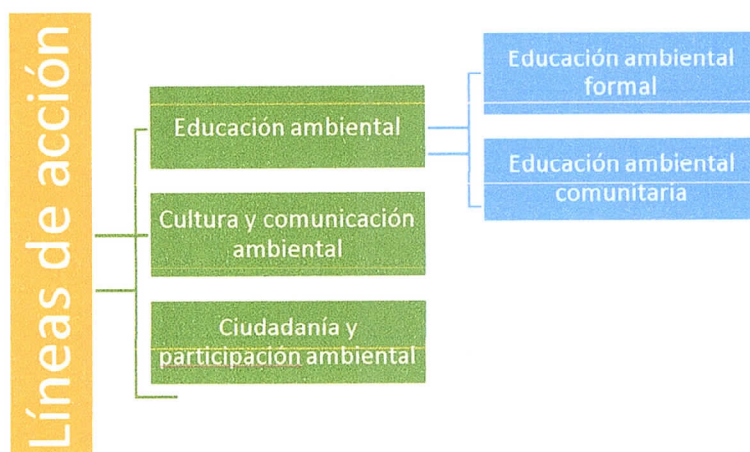 Líneas de acción
Educación ambiental
Cultura y comunicación
ambiental
Ciudadanía y
participación ambiental
Educación ambiental
formal
Educación ambiental
comunitaria